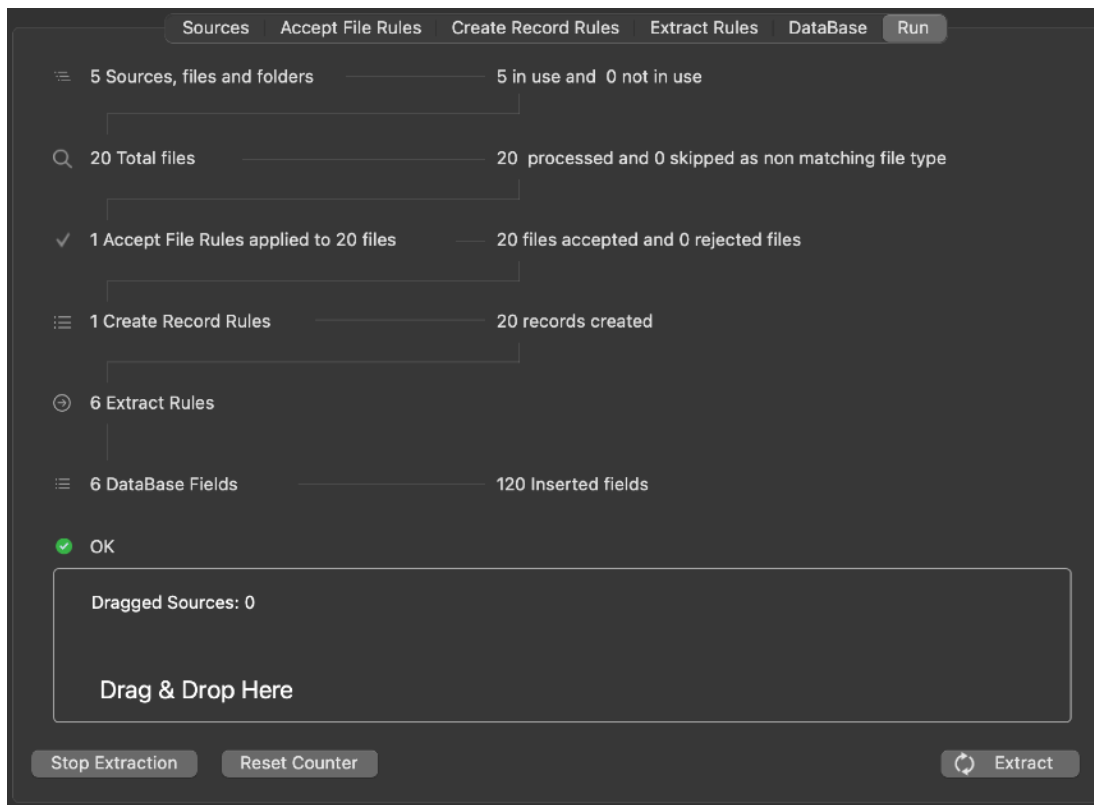 Sources Accept File Rules Create Record Rules Extract Rules DataBase Run
5 Sources, files and folders 5 in use and 0 not in use
20 Total files 20 processed and 0 skipped as non matching file type
1 Accept File Rules applied to 20 files 20 files accepted and 0 rejected files
1 Create Record Rules 20 records created
6 Extract Rules
6 DataBase Fields 120 Inserted fields
OK
Dragged Sources: 0
Drag & Drop Here
Stop Extraction Reset Counter Extract